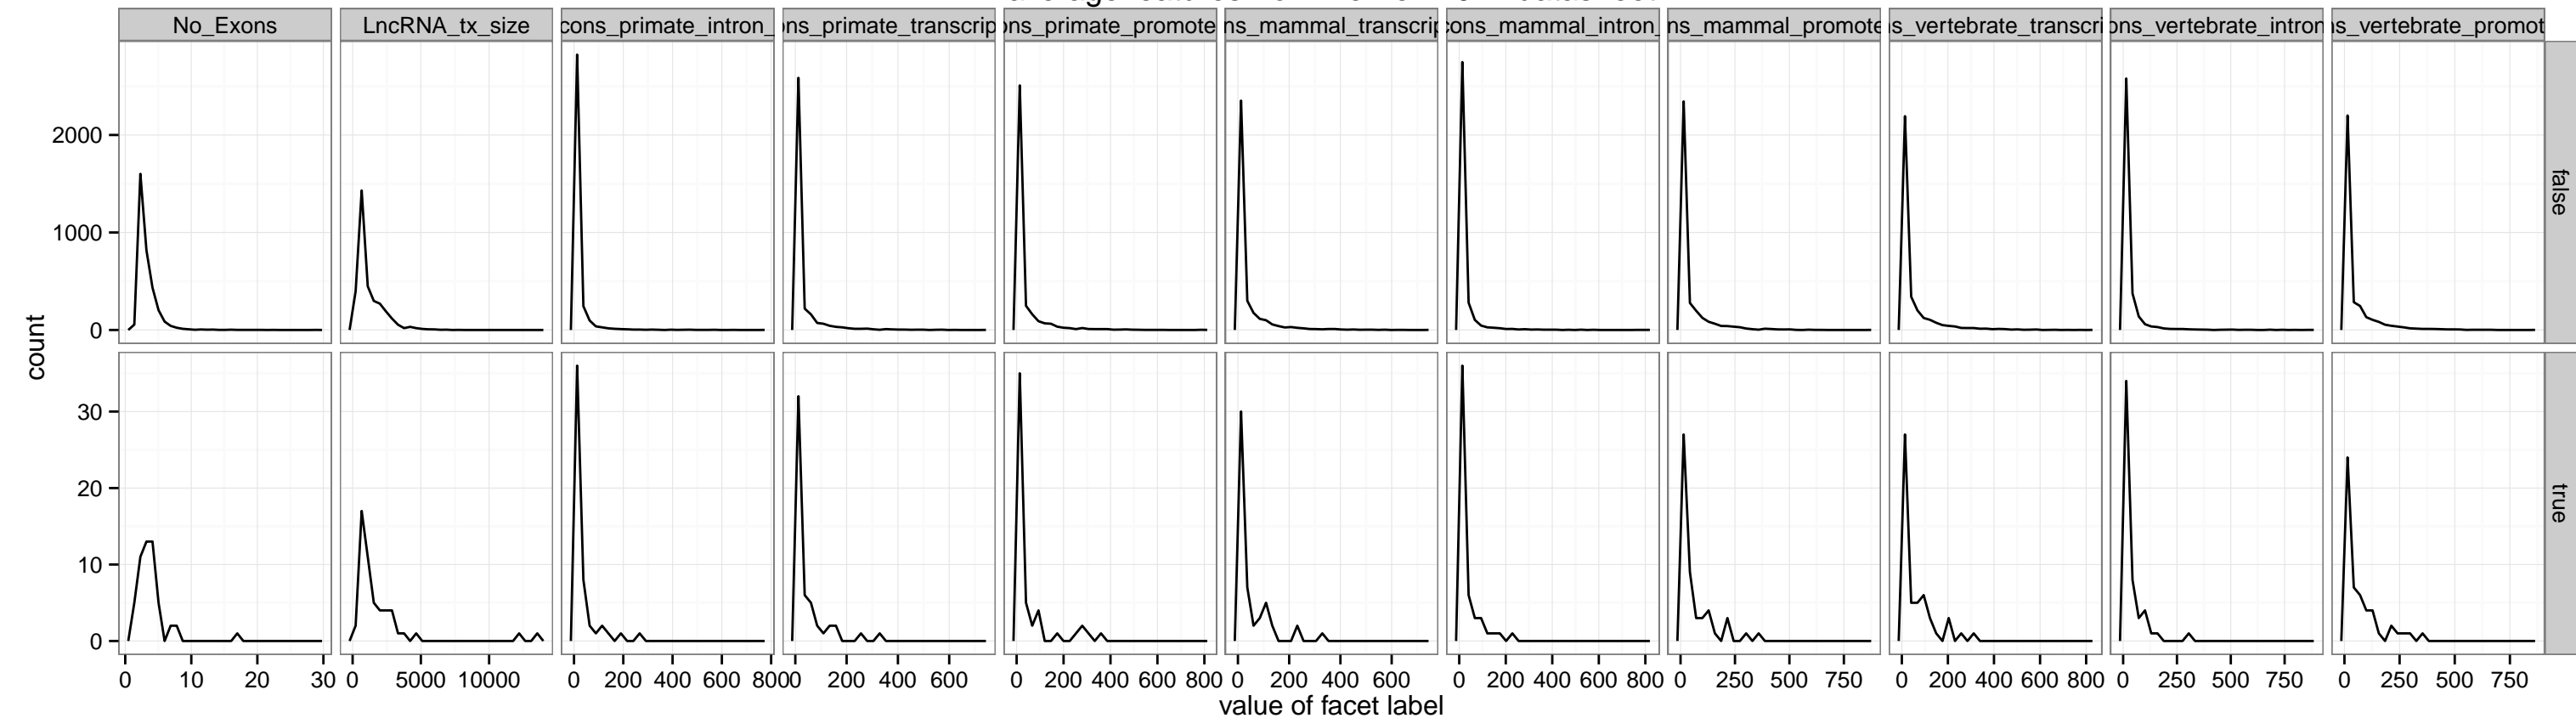 No_Exons LncRNA_tx_size cons_primate_intron_ ns_primate_transcrip ons_primate_promote ns_mammal_transcrip cons_mammal_intron_ ns_mammal_promote s_vertebrate_transcri ons_vertebrate_intron ns_vertebrate_promot
2000
1000
0
false
count
30
20
10
0
true
0 10 20 30 0 5000 10000 0 200 400 600 800 0 200 400 600 0 200 400 600 800 0 200 400 600 0 200 400 600 800 0 250 500 750 0 200 400 600 800 0 250 500 750 0 250 500 750
value of facet label